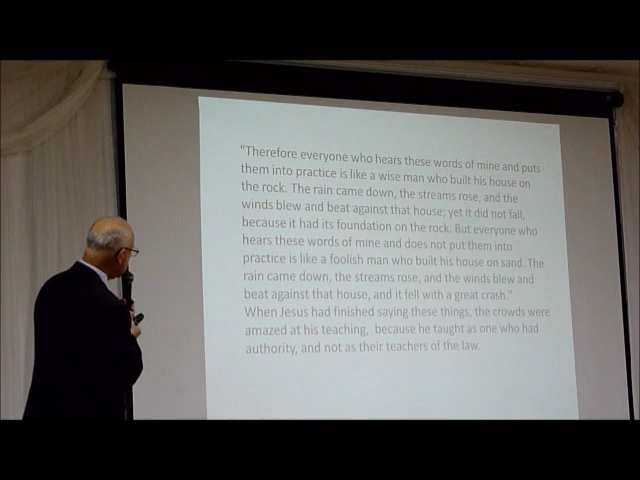 "Therefore everyone who hears these words of mine and puts
them into practice is like a wise man who built his house on
the rock. The rain came down, the streams rose, and the
winds blew and beat against that house; yet it did not fall,
because it had its foundation on the rock. But everyone who
hears these words of mine and does not put them into
practice is like a foolish man who built his house on sand. The
rain came down, the streams rose, and the winds blew and
beat against that house, and it fell with a great crash."
When Jesus had finished saying these things, the crowds were
amazed at his teaching,  because he taught as one who had
authority, and not as their teachers of the law.